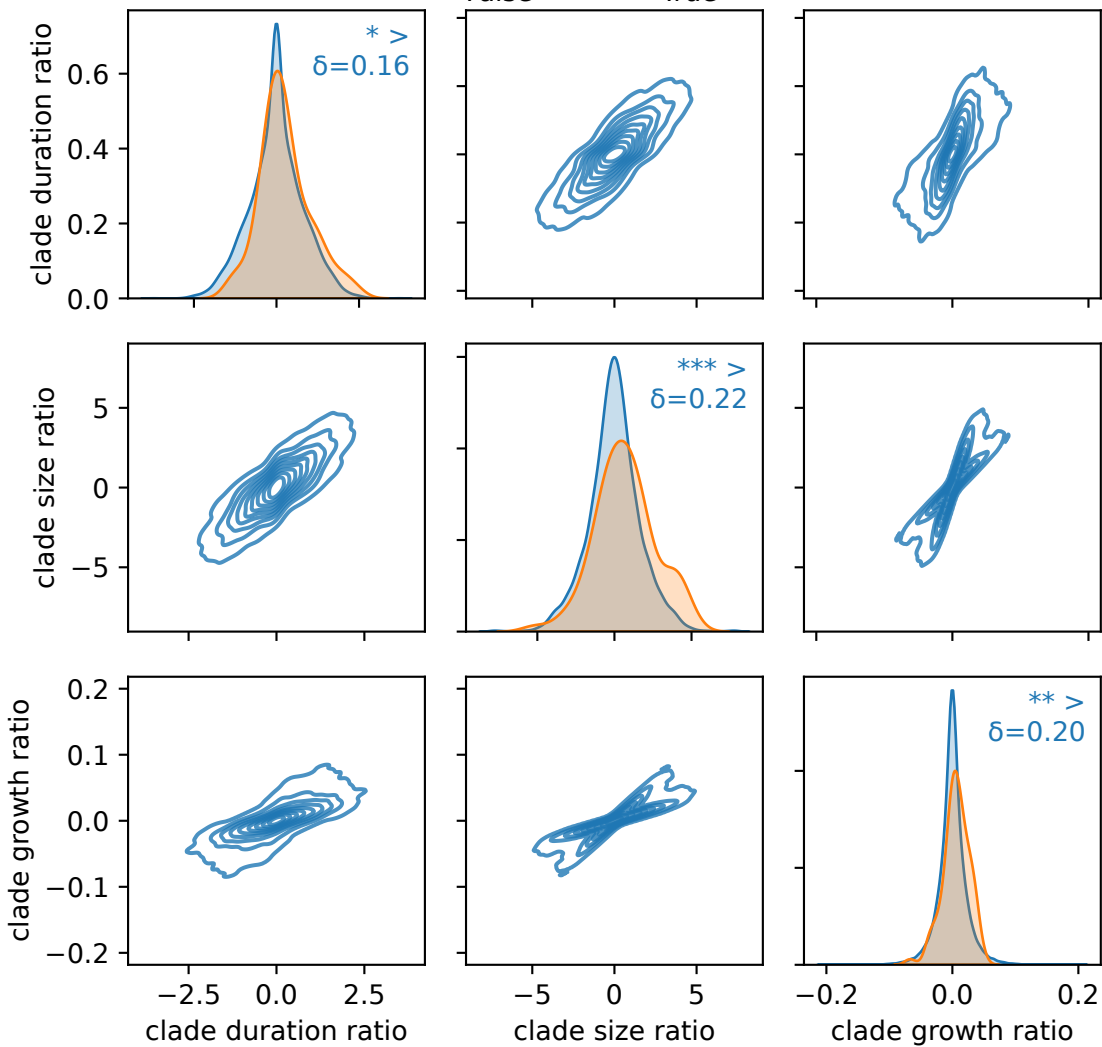 True
clade duration ratio
0.6
0.4
0.2
0.0
* >
δ=0.16
clade size ratio
5
0
−5
*** >
δ=0.22
clade growth ratio
0.2
0.1
0.0
−0.1
−0.2
** >
δ=0.20
−2.5
0.0
2.5
clade duration ratio
−5
0
5
clade size ratio
−0.2
0.0
0.2
clade growth ratio